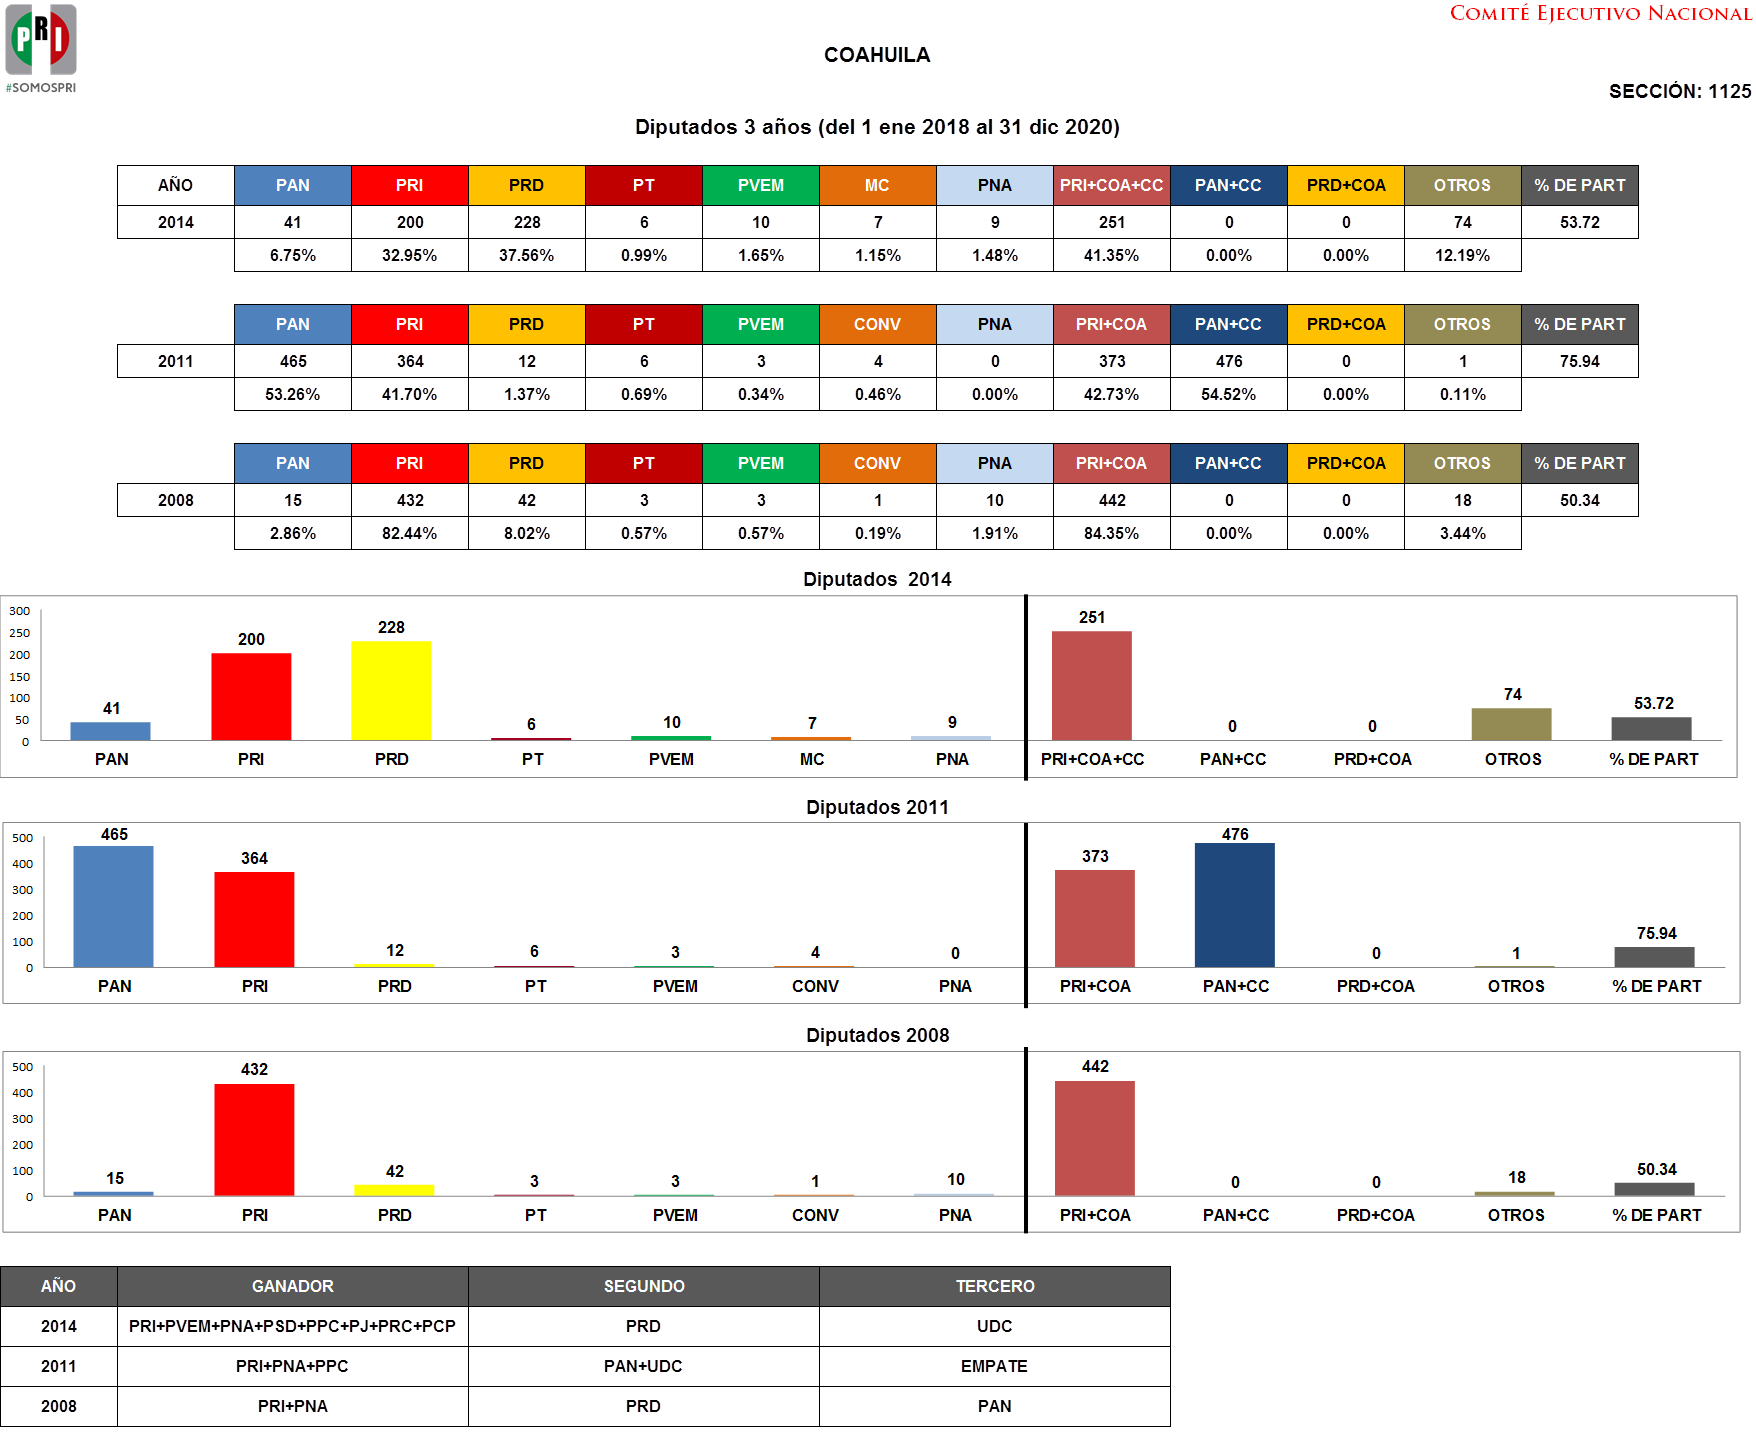 PRI
#SOMOSPRI
COMITÉ EJECUTIVO NACIONAL
COAHUILA
SECCIÓN: 1125
Diputados 3 años (del 1 ene 2018 al 31 dic 2020)
AÑO PAN PRI PRD PT PVEM MC PNA PRI+COA+CC PAN+CC PRD+COA OTROS % DE PART
2014 41 200 228 6 10 7 9 251 0 0 74 53.72
6.75% 32.95% 37.56% 0.99% 1.65% 1.15% 1.48% 41.35% 0.00% 0.00% 12.19%
PAN PRI PRD PT PVEM CONV PNA PRI+COA PAN+CC PRD+COA OTROS % DE PART
2011 465 364 12 6 3 4 0 373 476 0 1 75.94
53.26% 41.70% 1.37% 0.69% 0.34% 0.46% 0.00% 42.73% 54.52% 0.00% 0.11%
PAN PRI PRD PT PVEM CONV PNA PRI+COA PAN+CC PRD+COA OTROS % DE PART
2008 15 432 42 3 3 1 10 442 0 0 18 50.34
2.86% 82.44% 8.02% 0.57% 0.57% 0.19% 1.91% 84.35% 0.00% 0.00% 3.44%
Diputados 2014
300
250
200
150
100
50
0
41 200 228 6 10 7 9 251 0 0 74 53.72
PAN PRI PRD PT PVEM MC PNA PRI+COA+CC PAN+CC PRD+COA OTROS % DE PART
Diputados 2011
500
400
300
200
100
0
465 364 12 6 3 4 0 373 476 0 1 75.94
PAN PRI PRD PT PVEM CONV PNA PRI+COA PAN+CC PRD+COA OTROS % DE PART
Diputados 2008
500
400
300
200
100
0
15 432 42 3 3 1 10 442 0 0 18 50.34
PAN PRI PRD PT PVEM CONV PNA PRI+COA PAN+CC PRD+COA OTROS % DE PART
AÑO GANADOR SEGUNDO TERCERO
2014 PRI+PVEM+PNA+PSD+PPC+PJ+PRC+PCP PRD UDC
2011 PRI+PNA+PPC PAN+UDC EMPATE
2008 PRI+PNA PRD PAN